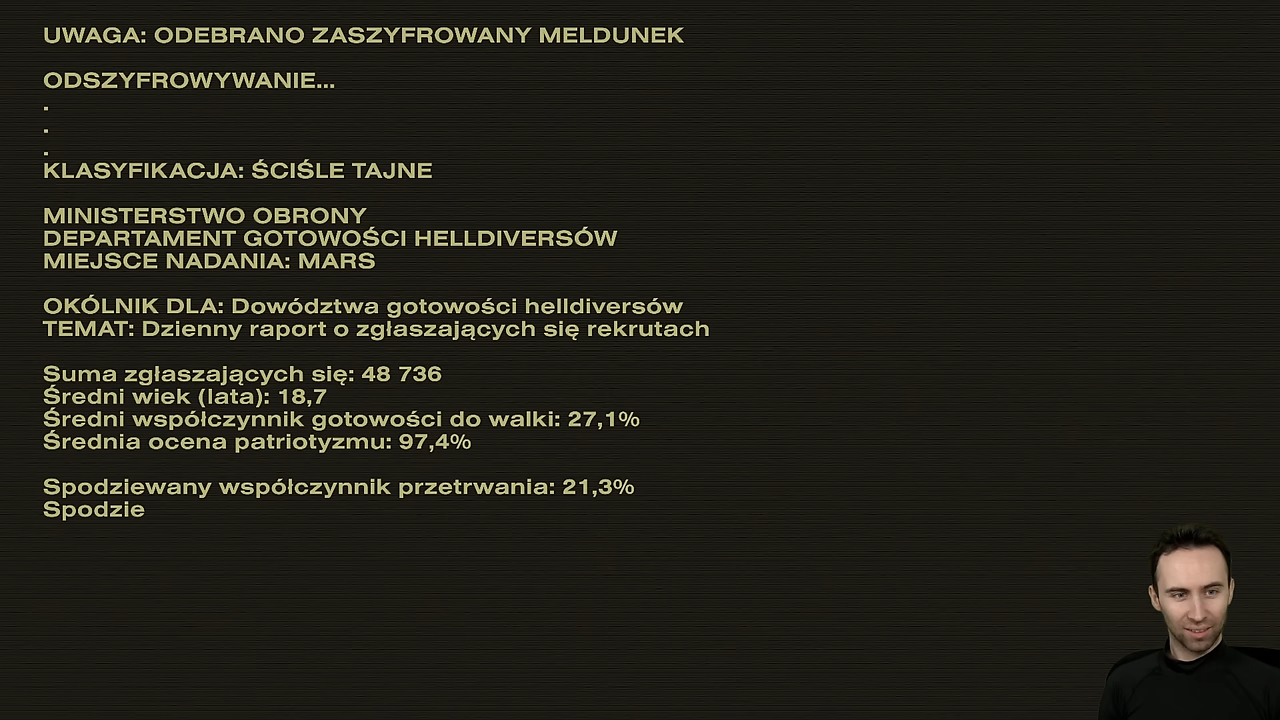 UWAGA: ODEBRANO ZASZYFROWANY MELDUNEK
ODSZYFROWYWANIE...
.
.
.
KLASYFIKACJA: ŚCIŚLE TAJNE
MINISTERSTWO OBRONY
DEPARTAMENT GOTOWOŚCI HELLDIVERSÓW
MIEJSCE NADANIA: MARS
OKÓLNIK DLA: Dowództwa gotowości helldiversów
TEMAT: Dzienny raport o zgłaszających się rekrutach
Suma zgłaszających się: 48 736
Średni wiek (lata): 18,7
Średni współczynnik gotowości do walki: 27,1%
Średnia ocena patriotyzmu: 97,4%
Spodziewany współczynnik przetrwania: 21,3%
Spodzie